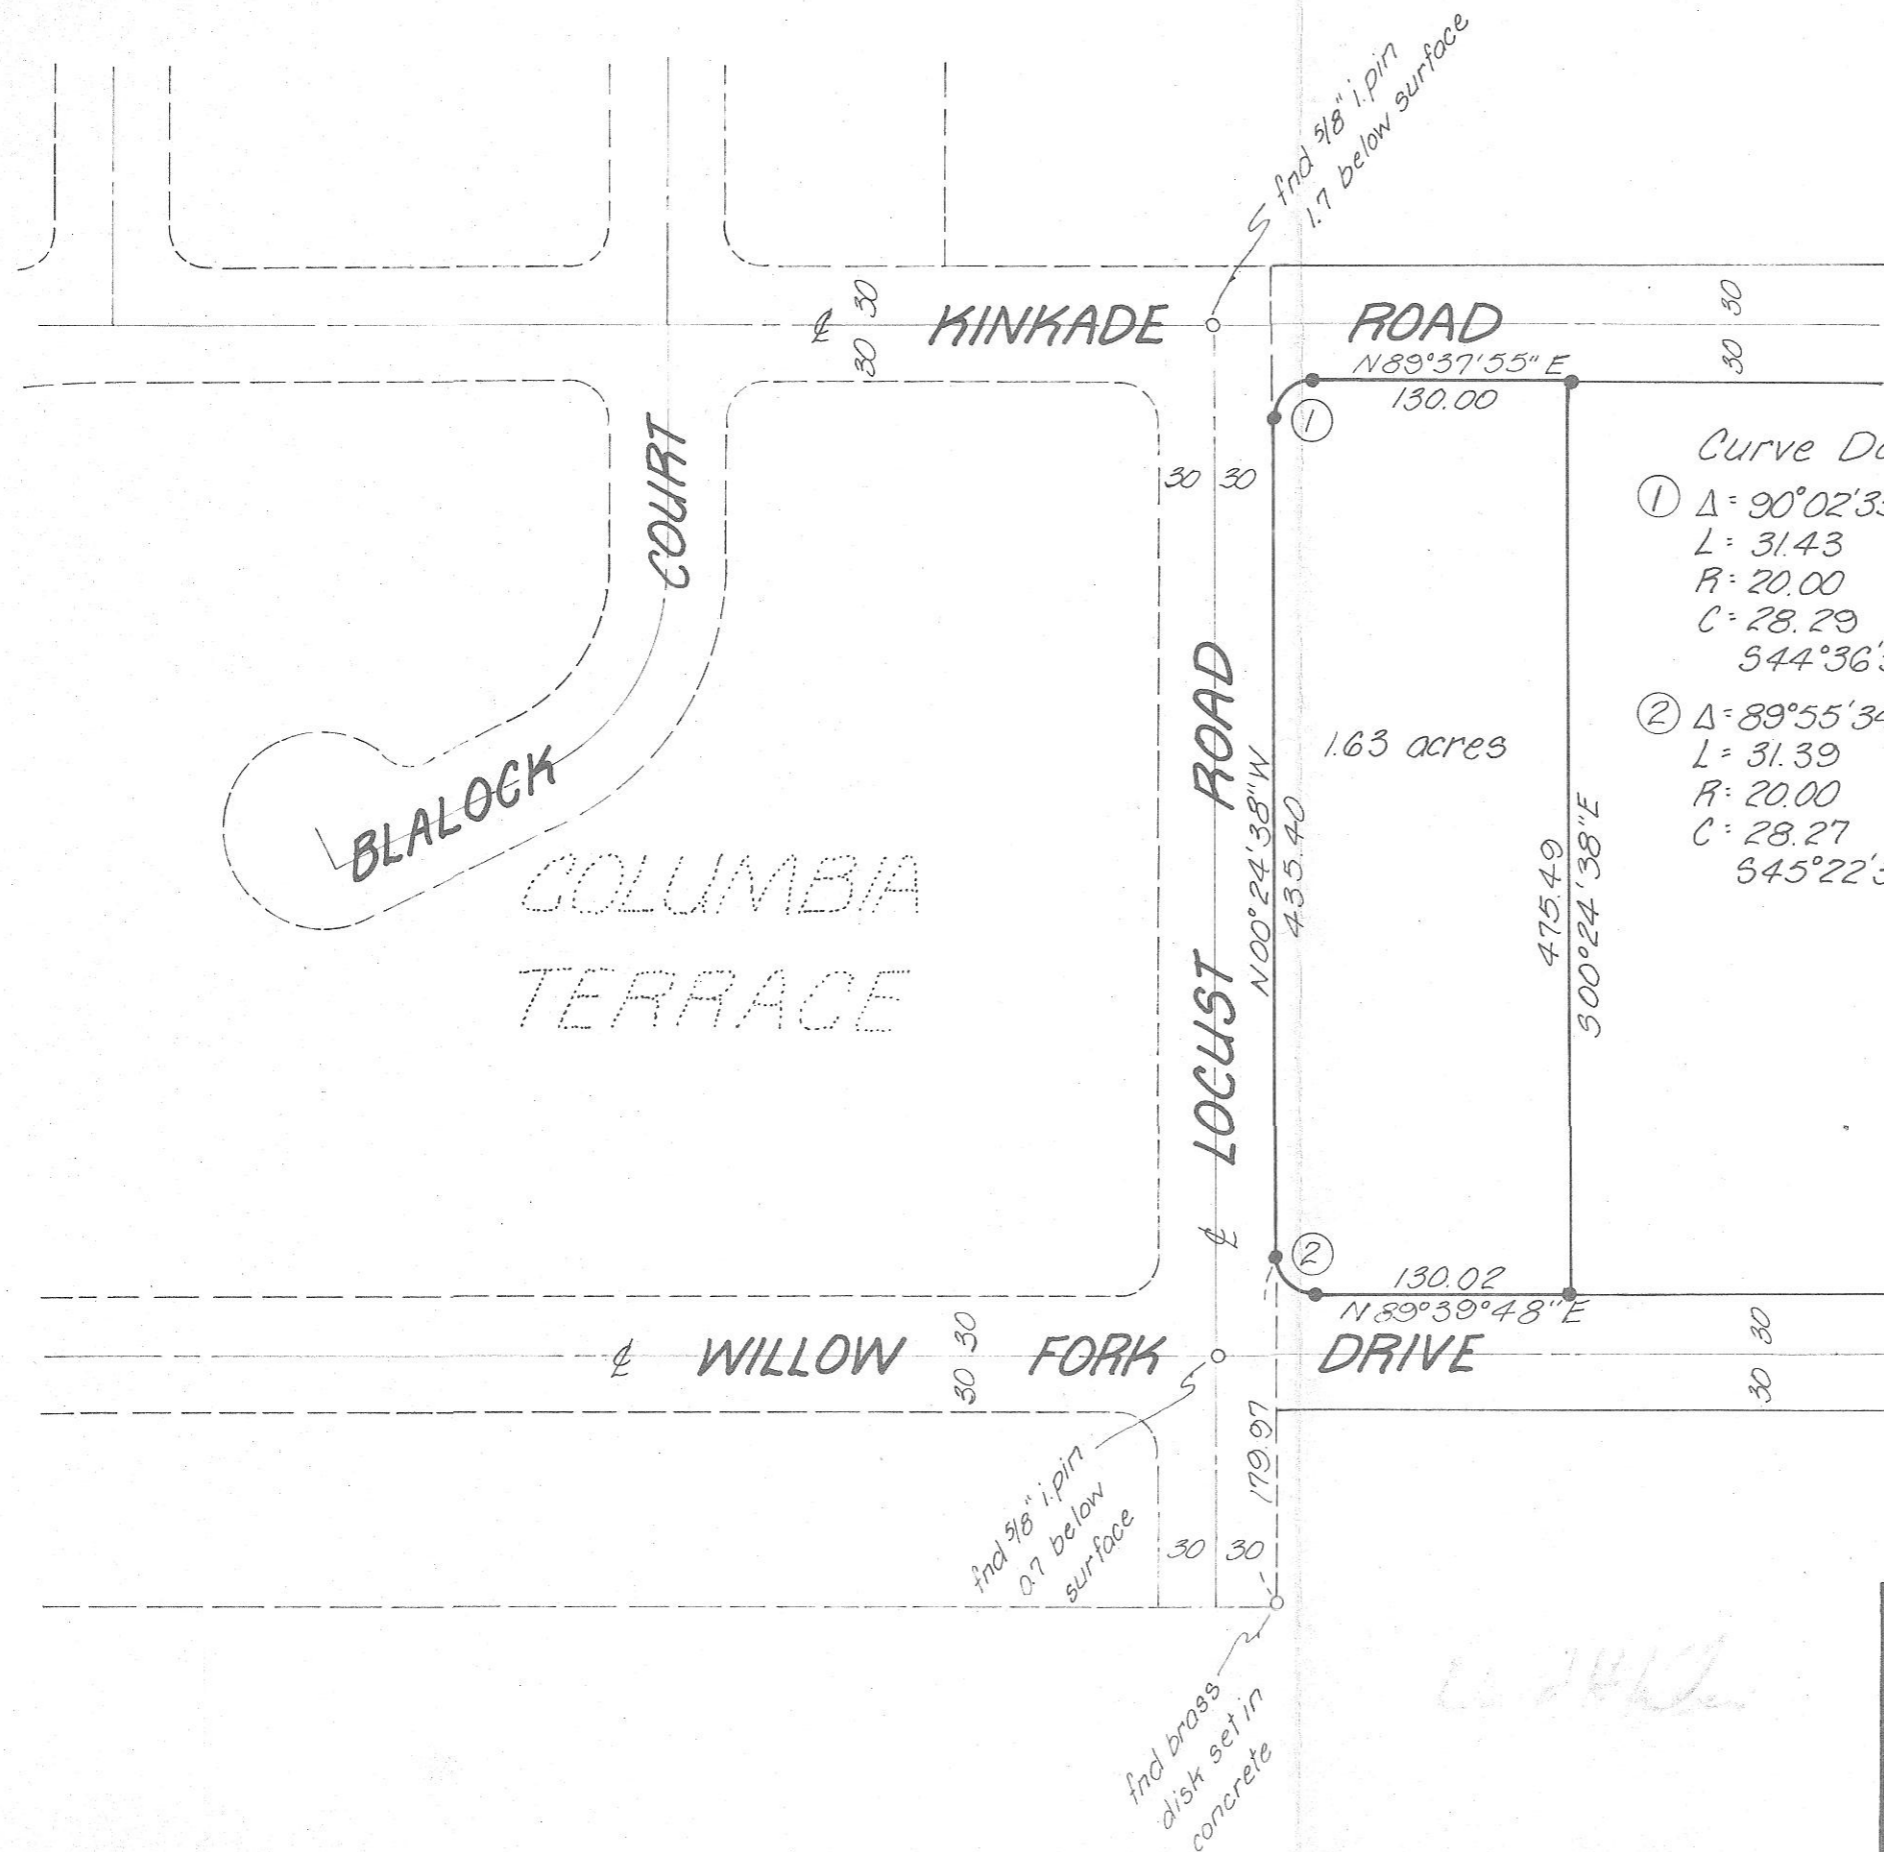 fnd 5/8" i.pin
1.7 below surface
30
30
℄ KINKADE ROAD
30
30
N89°37'55"E
130.00
①
COURT
30 30
Curve
① Δ = 90°02'
L = 31.43
R = 20.00
C = 28.29
S44°36'
② Δ = 89°55'34
L = 31.39
R = 20.00
C = 28.27
S45°22'
1.63 acres
BLALOCK
COLUMBIA
TERRACE
℄ LOCUST ROAD
N00°24'38"W
435.40
475.49
S00°24'38"E
②
130.02
N89°39°48"E
℄ WILLOW FORK DRIVE
30
30
30
30
179.97
fnd 5/8" i.pin
0.7 below
surface
30 30
fnd brass
disk set in
concrete